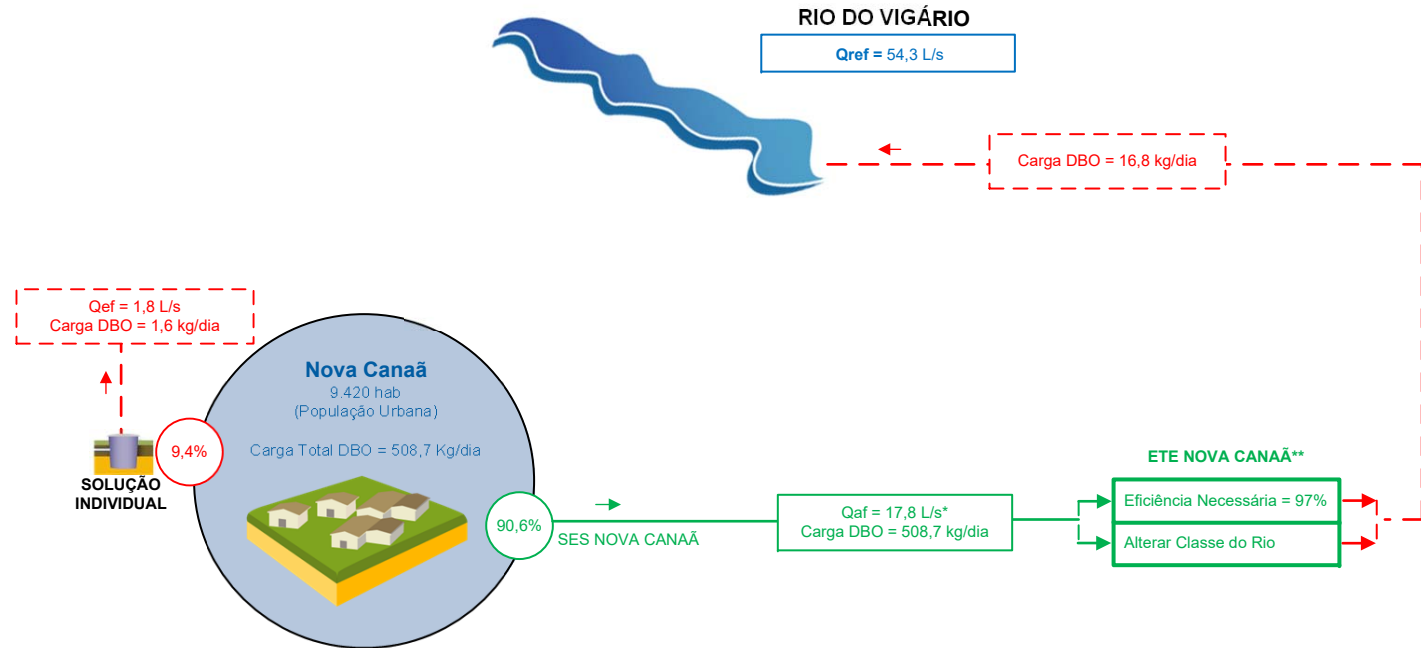 RIO DO VIGÁRIO
Qref = 54,3 L/s
Carga DBO = 16,8 kg/dia
Qef = 1,8 L/s
Carga DBO = 1,6 kg/dia
Nova Canaã
9.420 hab
(População Urbana)
Carga Total DBO = 508,7 Kg/dia
9,4%
SOLUÇÃO
INDIVIDUAL
90,6%
SES NOVA CANAÃ
Qaf = 17,8 L/s*
Carga DBO = 508,7 kg/dia
ETE NOVA CANAÃ**
Eficiência Necessária = 97%
Alterar Classe do Rio